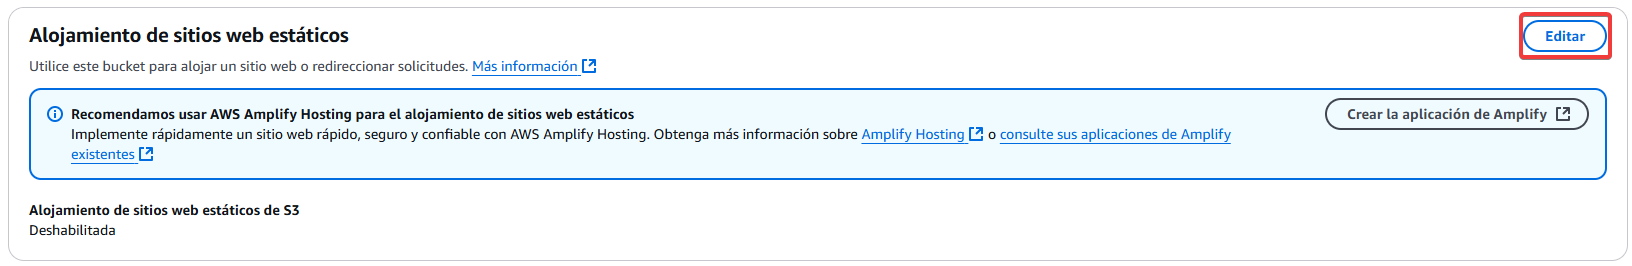 Alojamiento de sitios web estáticos
Editar
Utilice este bucket para alojar un sitio web o redireccionar solicitudes. Más información
Recomendamos usar AWS Amplify Hosting para el alojamiento de sitios web estáticos
Crear la aplicación de Amplify
Implemente rápidamente un sitio web rápido, seguro y confiable con AWS Amplify Hosting. Obtenga más información sobre Amplify Hosting o consulte sus aplicaciones de Amplify
existentes
Alojamiento de sitios web estáticos de S3
Deshabilitada